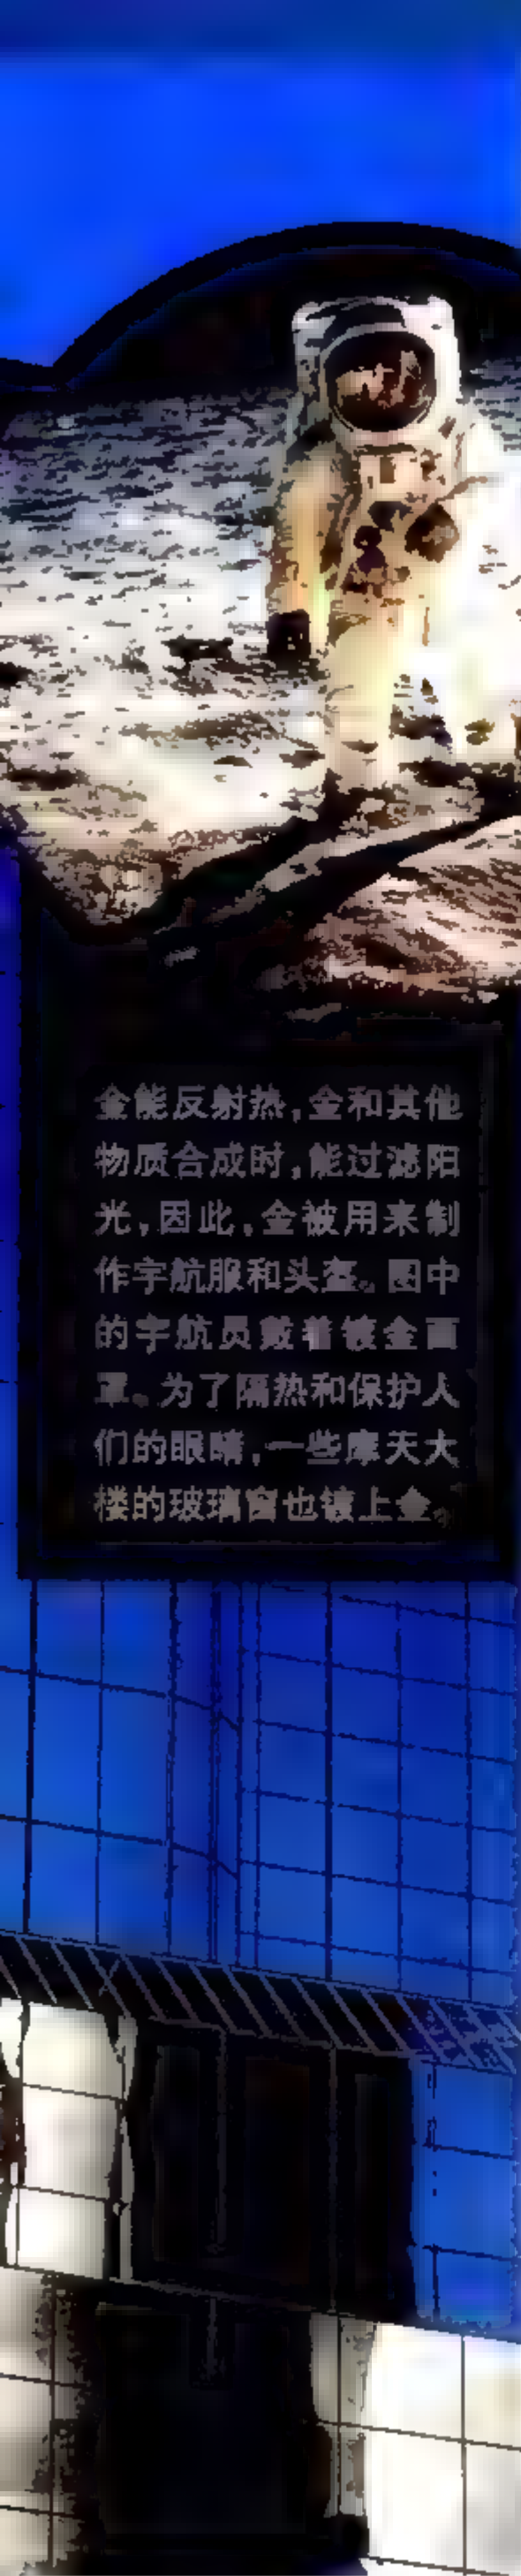 金能反射热,金和其他
物质合成时,能过滤阳
光,因此,金被用来制
作宇航服和头盔。图中
的宇航员戴着镀金面
罩。为了隔热和保护人
们的眼睛,一些摩天大
楼的玻璃窗也镀上金。